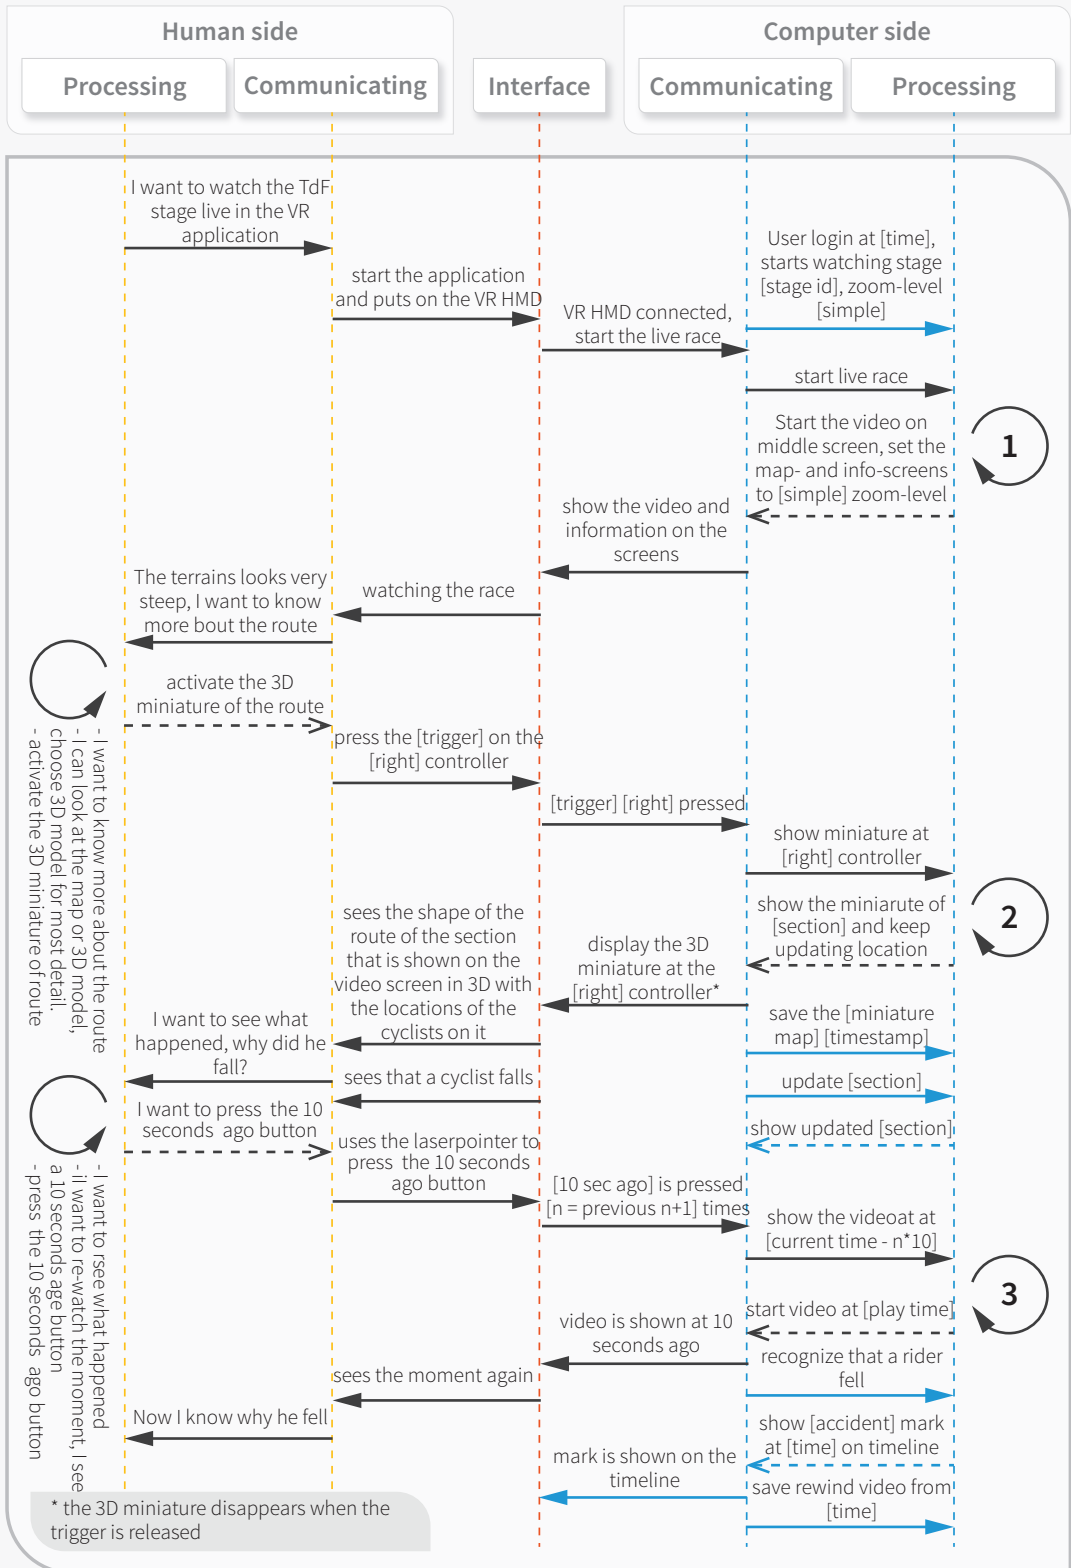 Human side
Computer side
Processing
Communicating
Interface
Communicating
Processing
I want to watch the TdF
stage live in the VR
application
User login at [time],
starts watching stage
[stage id], zoom-level
[simple]
start the application
and puts on the VR HMD
VR HMD connected,
start the live race
start live race
1
Start the video on
middle screen, set the
map- and info-screens
to [simple] zoom-level
show the video and
information on the
screens
watching the race
The terrains looks very
steep, I want to know
more bout the route
- I want to know more about the route
- I can look at the map or 3D model,
choose 3D model for most detail.
- activate the 3D miniature of route
activate the 3D
miniature of the route
press the [trigger] on the
[right] controller
[trigger] [right] pressed
show miniature at
[right] controller
2
show the miniarute of
[section] and keep
updating location
display the 3D
miniature at the
[right] controller*
sees the shape of the
route of the section
that is shown on the
video screen in 3D with
the locations of the
cyclists on it
save the [miniature
map] [timestamp]
I want to see what
happened, why did he
fall?
sees that a cyclist falls
update [section]
show updated [section]
- I want to rsee what happened
- iI want to re-watch the moment, I see
a 10 seconds age button
- press the 10 seconds ago button
I want to press the 10
seconds ago button
uses the laserpointer to
press the 10 seconds
ago button
[10 sec ago] is pressed
[n = previous n+1] times
show the videoat at
[current time - n*10]
3
start video at [play time]
video is shown at 10
seconds ago
recognize that a rider
fell
sees the moment again
Now I know why he fell
show [accident] mark
at [time] on timeline
mark is shown on the
timeline
save rewind video from
[time]
* the 3D miniature disappears when the
trigger is released